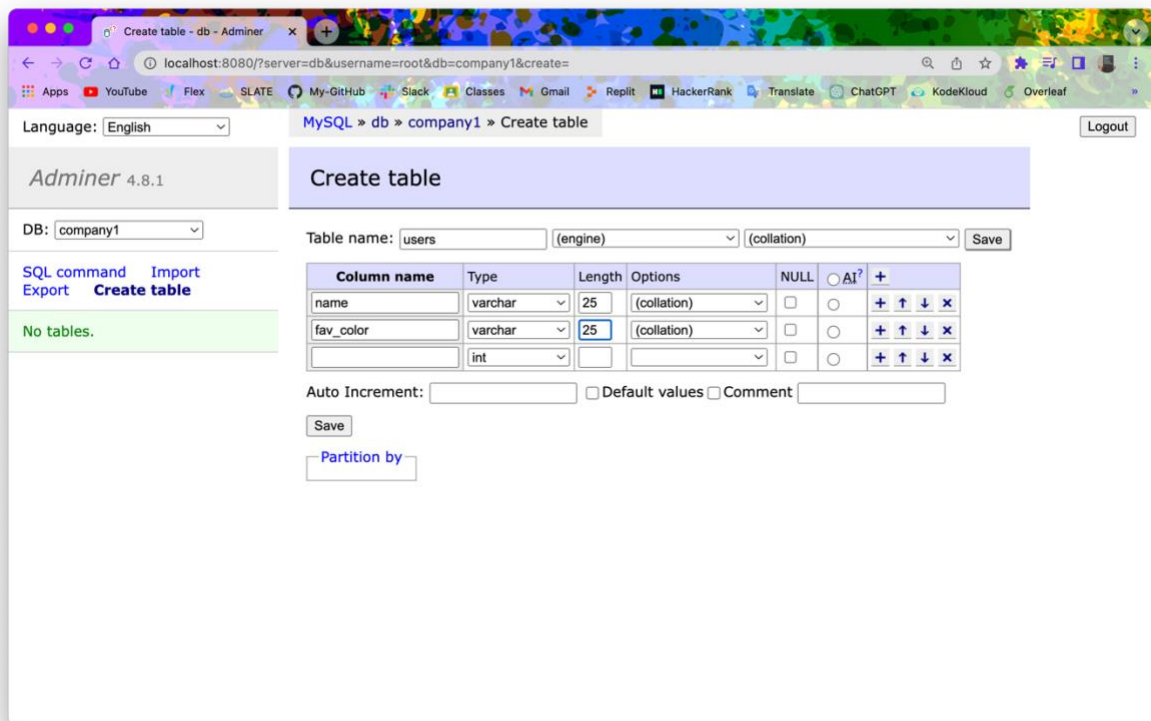 Create table - db - Adminer
localhost:8080/?server=db&username=root&db=company1&create=
Apps YouTube Flex SLATE My-GitHub Slack Classes Gmail Replit HackerRank Translate ChatGPT KodeKloud Overleaf »
Language: English
MySQL » db » company1 » Create table
Logout
Adminer 4.8.1
Create table
DB: company1
Table name: users (engine) (collation) Save
SQL command Import
Export Create table
No tables.
Column name Type Length Options NULL AI?
name varchar 25 (collation)
fav_color varchar 25 (collation)
int
Auto Increment: Default values Comment
Save
Partition by